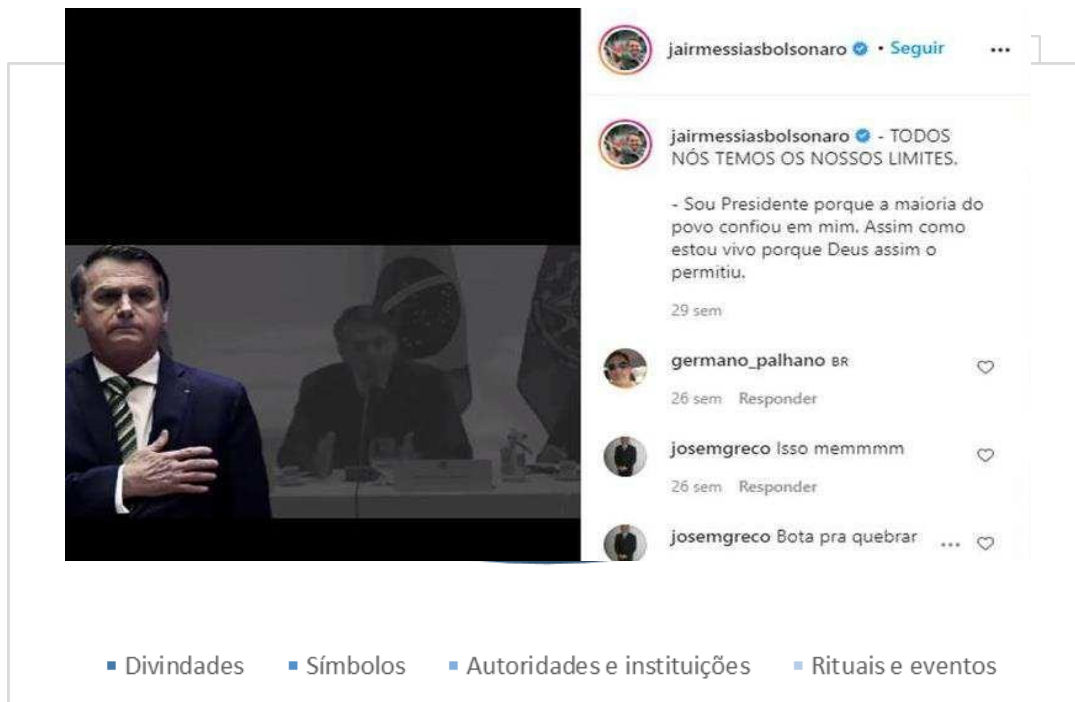 jairmessiasbolsonaro • Seguir
jairmessiasbolsonaro - TODOS
NÓS TEMOS OS NOSSOS LIMITES.
- Sou Presidente porque a maioria do
povo confiou em mim. Assim como
estou vivo porque Deus assim o
permitiu.
29 sem
germano_palhano BR
26 sem Responder
josemgreco Isso memmmm
26 sem Responder
josemgreco Bota pra quebrar
Divindades Símbolos Autoridades e instituições Rituais e eventos